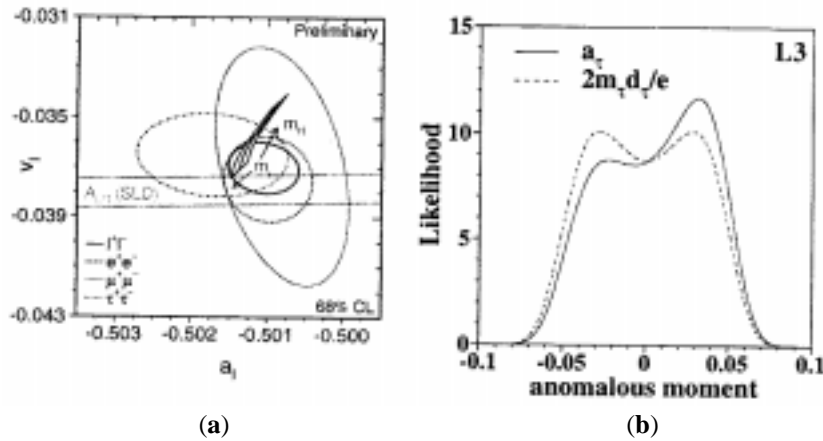 -0.031
Preliminary
-0.035
m_H
m_t
v_l
A_LR (SLD)
-0.039
l⁺l⁻
e⁺e⁻
μ⁺μ⁻
τ⁺τ⁻
68% CL
-0.043
-0.503 -0.502 -0.501 -0.500
a_l
(a)
15
a_τ
L3
2m_τd_τ/e
10
Likelihood
5
0
-0.1 -0.05 0 0.05 0.1
anomalous moment
(b)